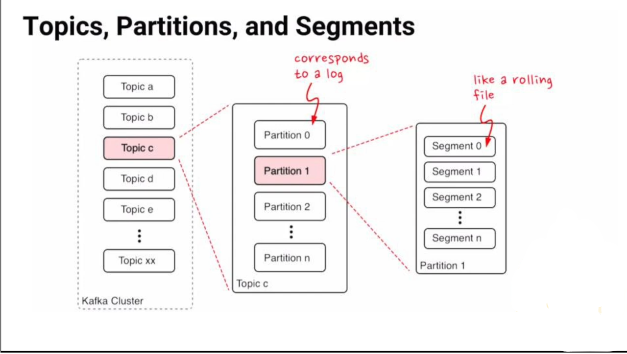 Topics, Partitions, and Segments
corresponds
to a log
like a rolling
file
Topic a
Topic b
Topic c
Topic d
Topic e
Topic xx
Kafka Cluster
Partition 0
Partition 1
Partition 2
Partition n
Topic c
Segment 0
Segment 1
Segment 2
Segment n
Partition 1